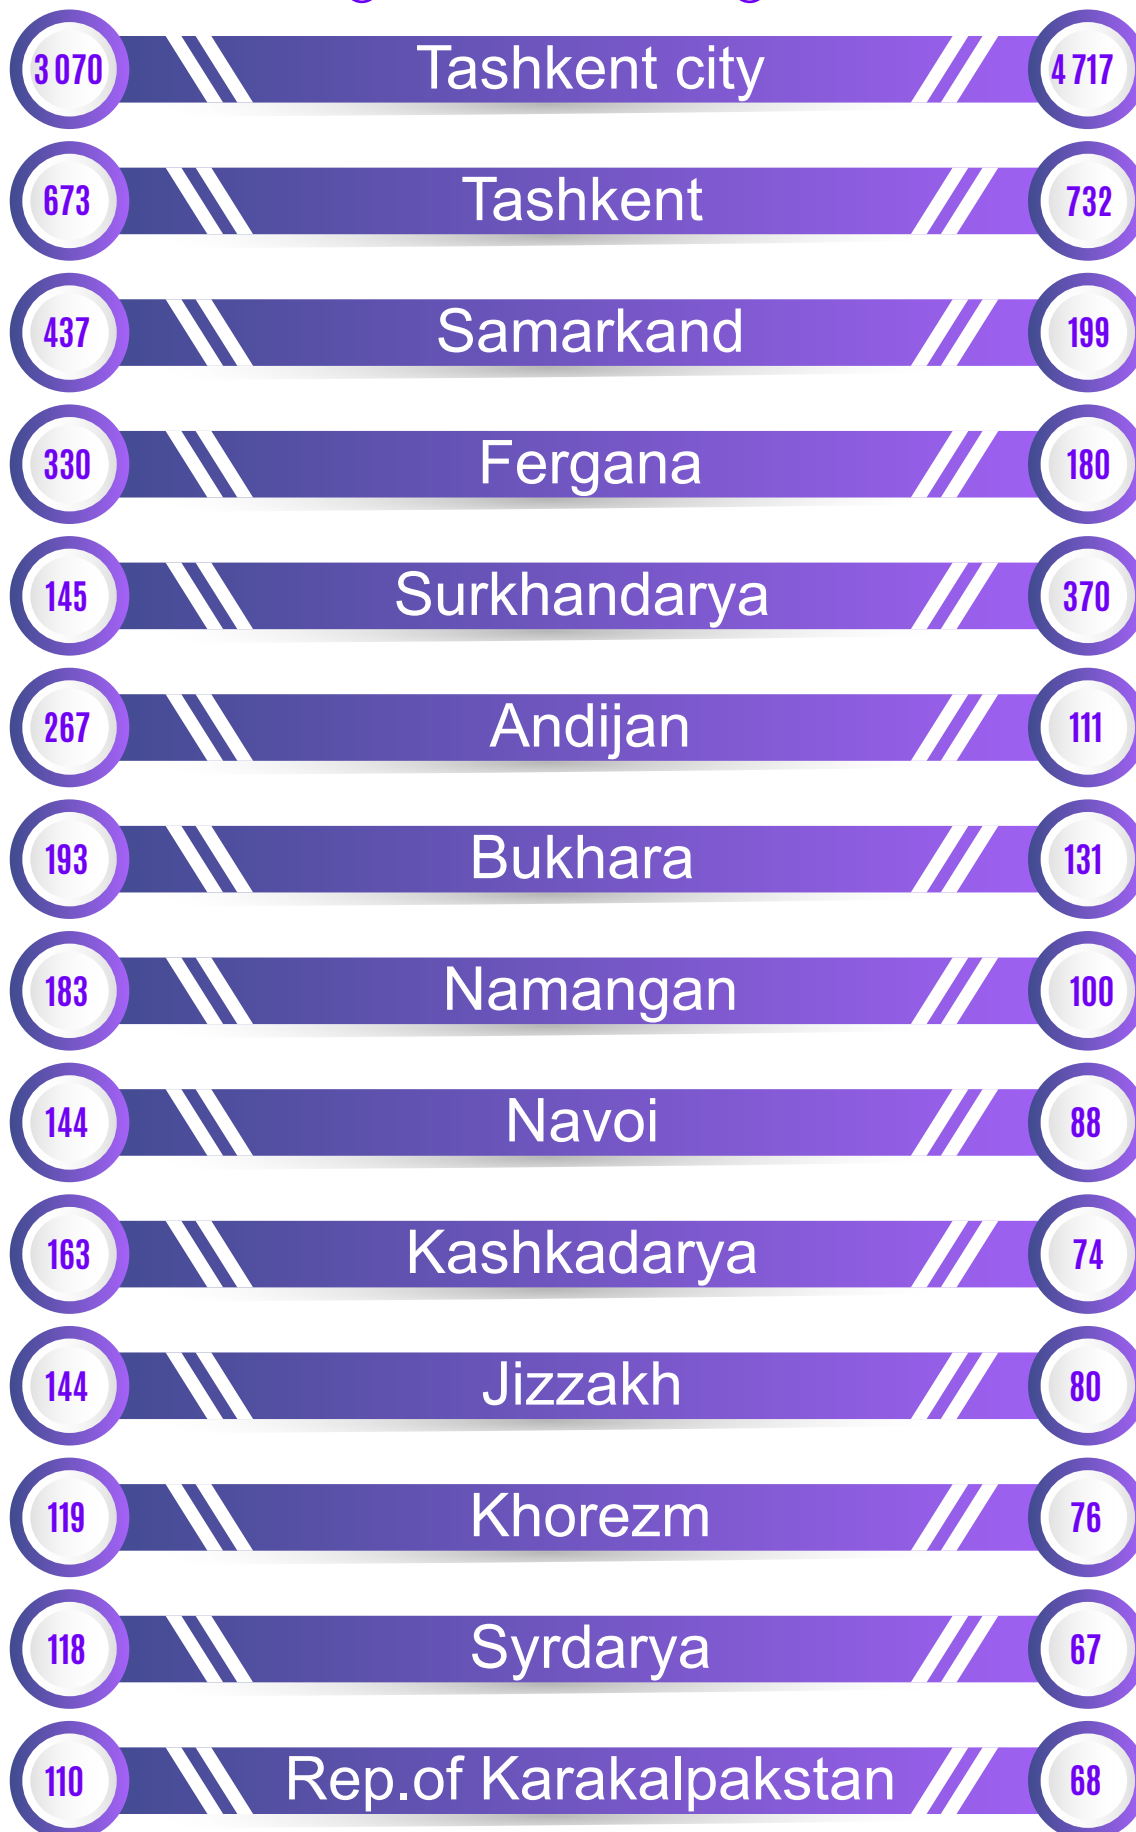 3 070 Tashkent city 4 717
673 Tashkent 732
437 Samarkand 199
330 Fergana 180
145 Surkhandarya 370
267 Andijan 111
193 Bukhara 131
183 Namangan 100
144 Navoi 88
163 Kashkadarya 74
144 Jizzakh 80
119 Khorezm 76
118 Syrdarya 67
110 Rep.of Karakalpakstan 68